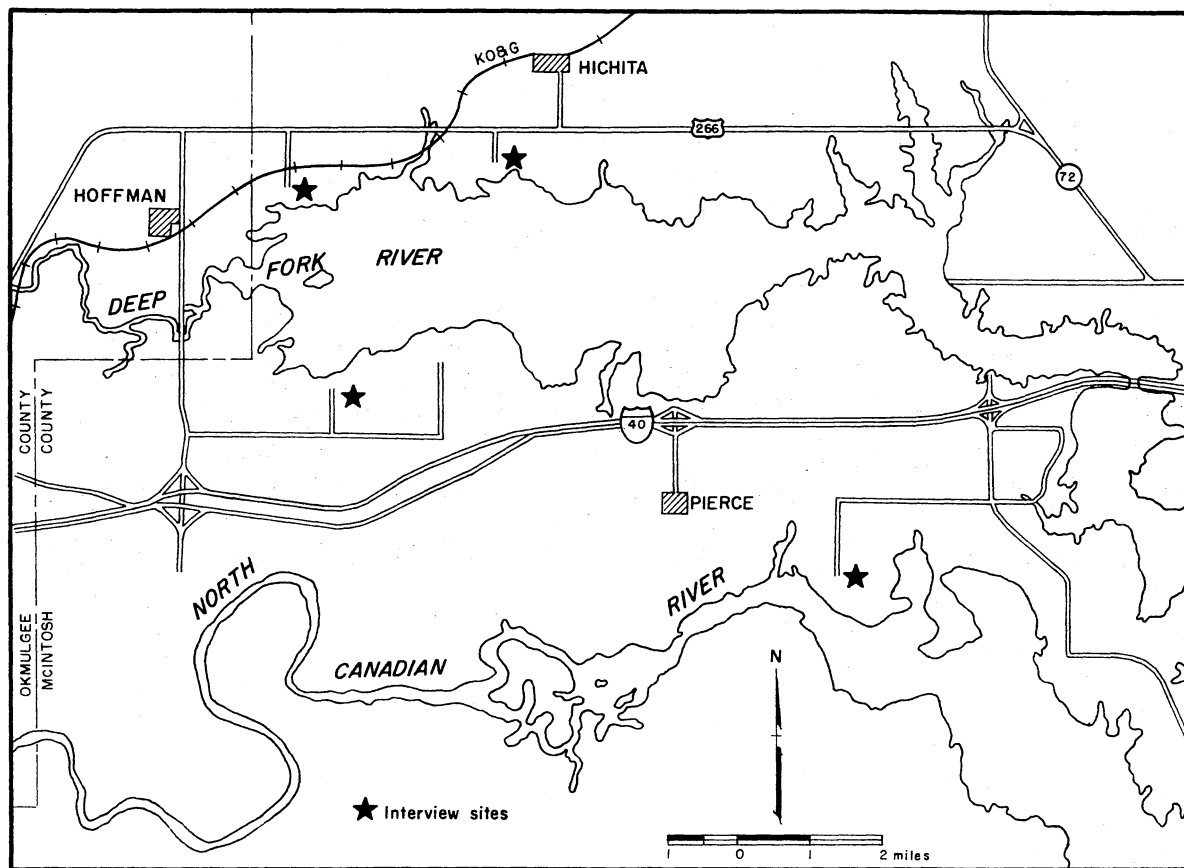 KO&G
HICHITA
266
72
HOFFMAN
FORK RIVER
DEEP
COUNTY
COUNTY
40
PIERCE
NORTH
RIVER
CANADIAN
OKMULGEE
MCINTOSH
N
Interview sites
1 0 1 2 miles